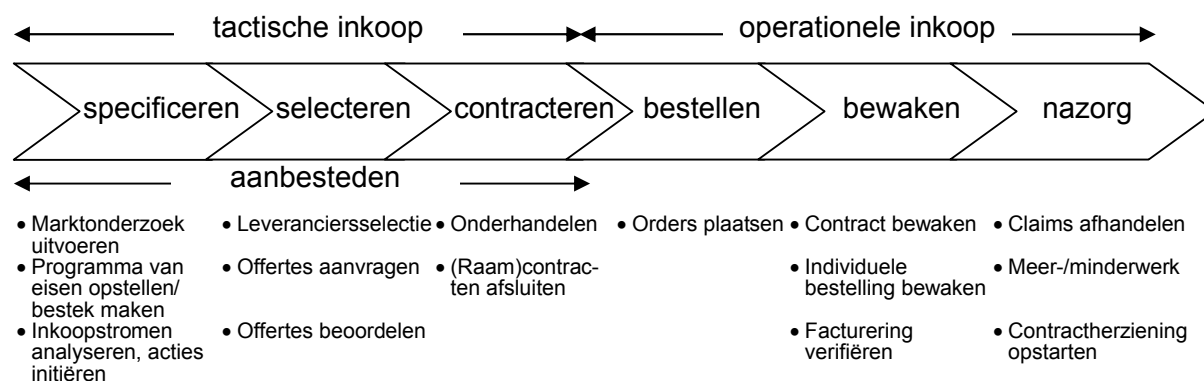 tactische inkoop
operationele inkoop
specificeren
selecteren
contracteren
bestellen
bewaken
nazorg
aanbesteden
• Marktonderzoek
uitvoeren
• Programma van
eisen opstellen/
bestek maken
• Inkoopstromen
analyseren, acties
initiëren
• Leveranciersselectie
• Offertes aanvragen
• Offertes beoordelen
• Onderhandelen
• (Raam)contrac-
ten afsluiten
• Orders plaatsen
• Contract bewaken
• Individuele
bestelling bewaken
• Facturering
verifiëren
• Claims afhandelen
• Meer-/minderwerk
• Contractherziening
opstarten